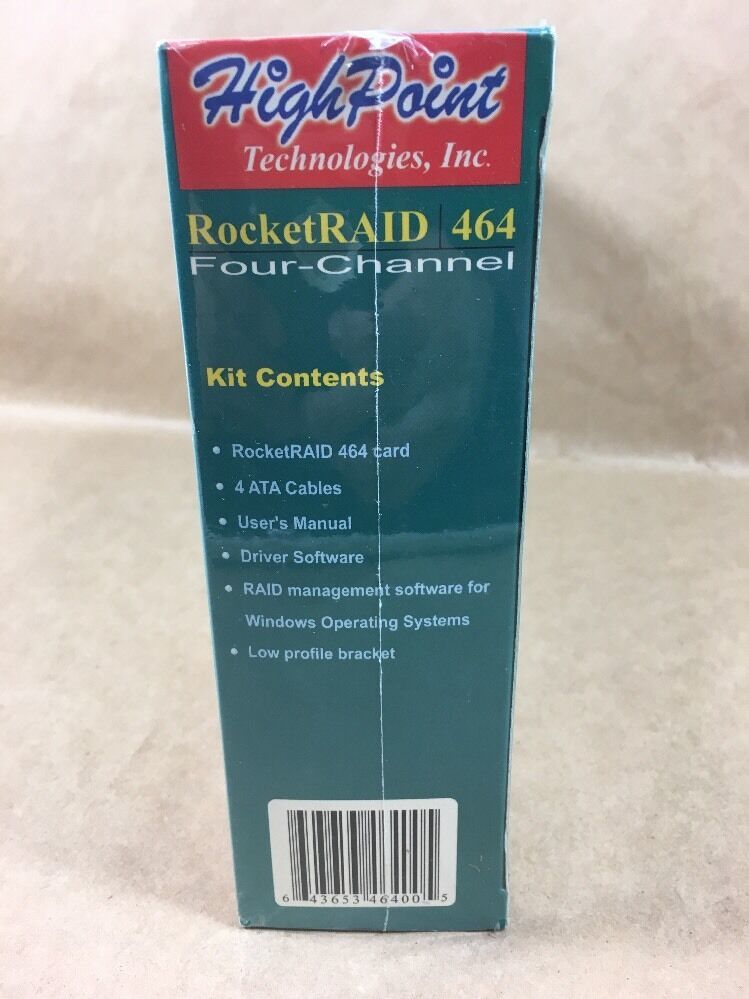 HighPoint
Technologies, Inc.
RocketRAID 464
Four-Channel
Kit Contents
• RocketRAID 464 card
• 4 ATA Cables
• User's Manual
• Driver Software
• RAID management software for
Windows Operating Systems
• Low profile bracket
6 43653 46400 5